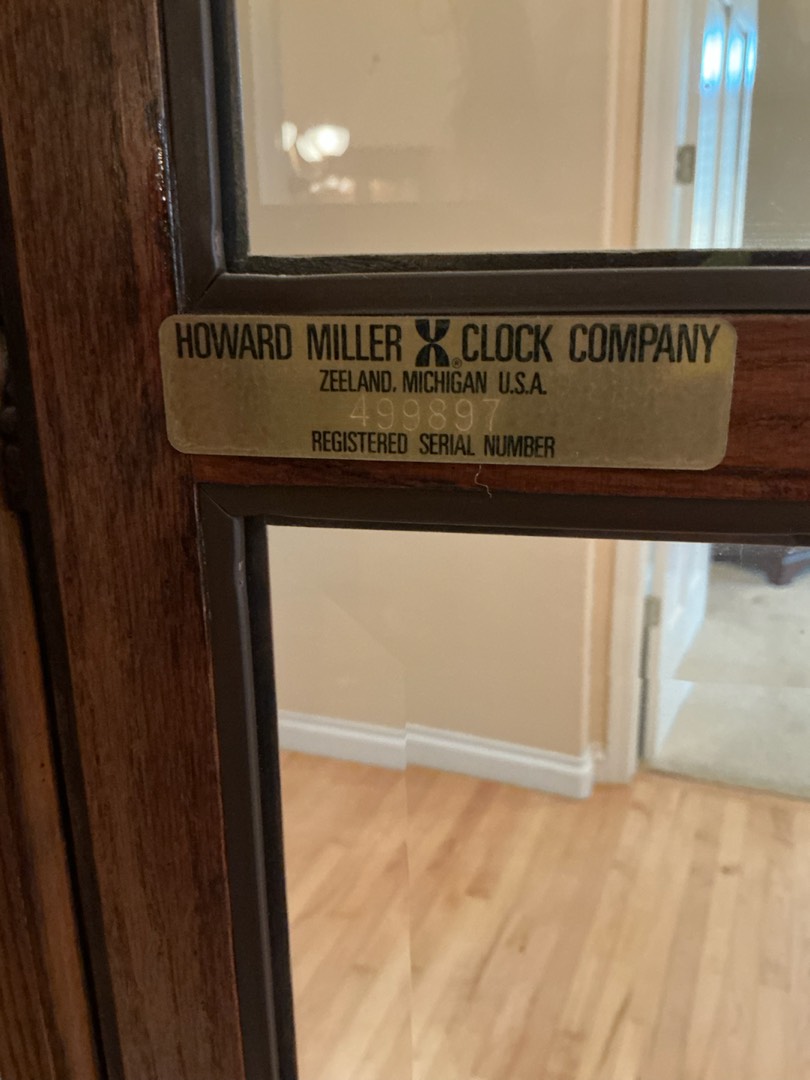 HOWARD MILLER CLOCK COMPANY
ZEELAND, MICHIGAN U.S.A.
499897
REGISTERED SERIAL NUMBER